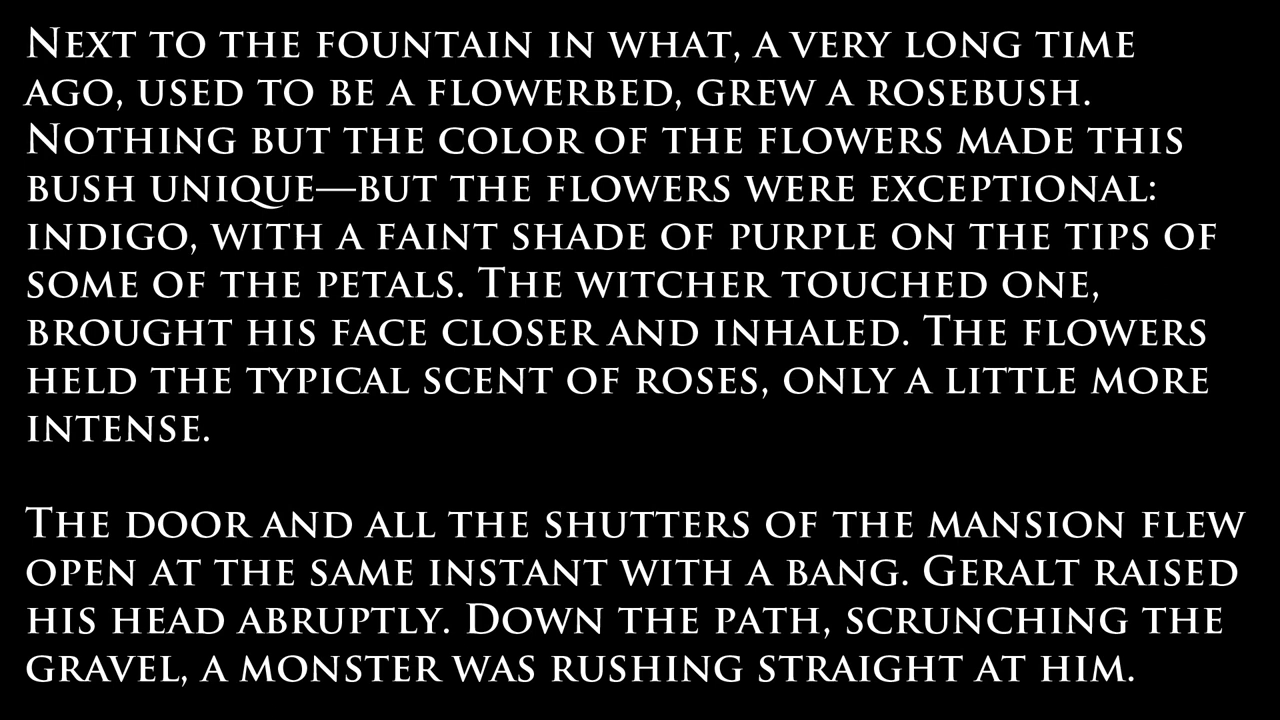 Next to the fountain in what, a very long time
ago, used to be a flowerbed, grew a rosebush.
Nothing but the color of the flowers made this
bush unique—but the flowers were exceptional:
indigo, with a faint shade of purple on the tips of
some of the petals. The witcher touched one,
brought his face closer and inhaled. The flowers
held the typical scent of roses, only a little more
intense.

The door and all the shutters of the mansion flew
open at the same instant with a bang. Geralt raised
his head abruptly. Down the path, scrunching the
gravel, a monster was rushing straight at him.